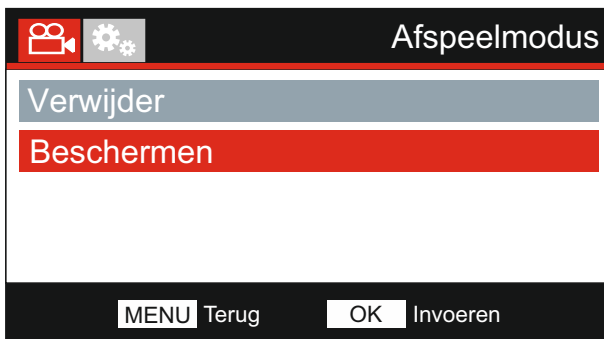 Afspeelmodus
Verwijder
Beschermen
MENU Terug OK Invoeren